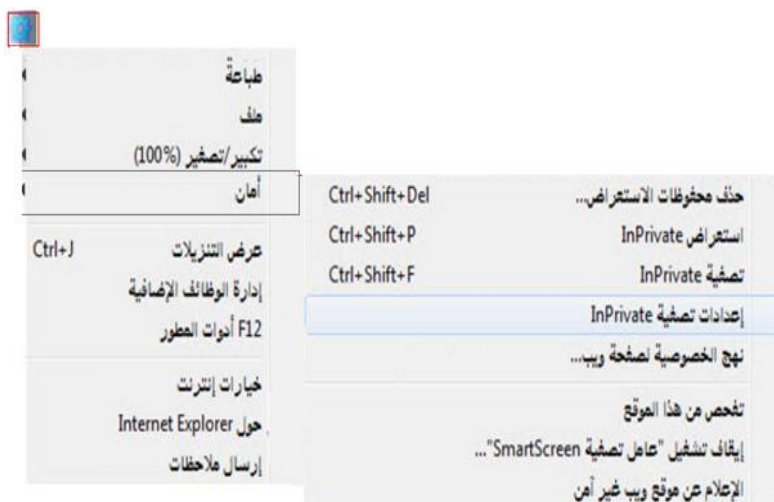 طباعة
ملف
تكبير/تصغير (100%)
أمان
عرض التنزيلات Ctrl+J
إدارة الوظائف الإضافية
F12 أدوات المطور
خيارات إنترنت
حول Internet Explorer
إرسال ملاحظات
حذف محفوظات الاستعراض... Ctrl+Shift+Del
استعراض InPrivate Ctrl+Shift+P
تصفية InPrivate Ctrl+Shift+F
إعدادات تصفية InPrivate
نهج الخصوصية لصفحة ويب...
تفحص من هذا الموقع
إيقاف تشغيل "عامل تصفية SmartScreen"...
الإعلام عن موقع ويب غير آمن